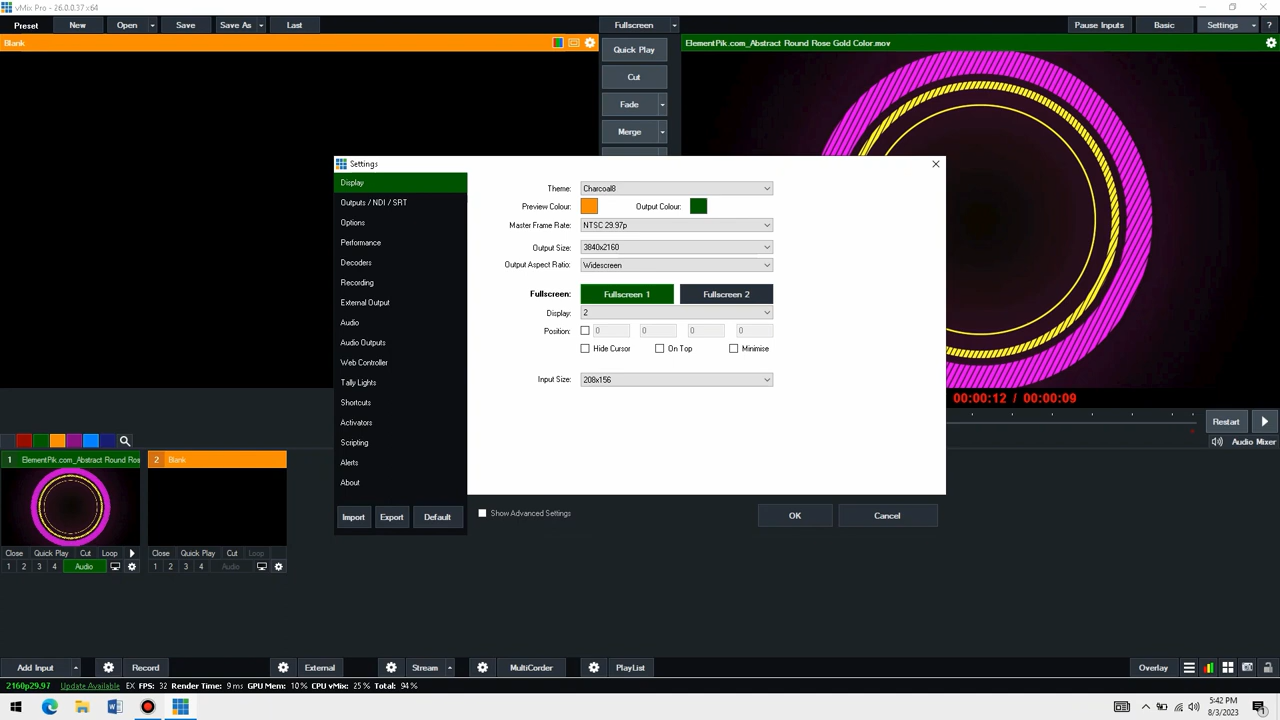 vMix Pro - 26.0.0.37 x64
Preset New Open Save Save As Last Fullscreen Pause Inputs Basic Settings ?
Blank
ElementPik.com_Abstract Round Rose Gold Color.mov
Quick Play
Cut
Fade
Merge
Settings
Display
Outputs / NDI / SRT
Options
Performance
Decoders
Recording
External Output
Audio
Audio Outputs
Web Controller
Tally Lights
Shortcuts
Activators
Scripting
Alerts
About
Import Export Default
Theme: Charcoal8
Preview Colour: Output Colour:
Master Frame Rate: NTSC 29.97p
Output Size: 3840x2160
Output Aspect Ratio: Widescreen
Fullscreen: Fullscreen 1 Fullscreen 2
Display: 2
Position: 0 0 0 0
Hide Cursor On Top Minimise
Input Size: 208x156
Show Advanced Settings OK Cancel
00:00:12 / 00:00:09
Restart
Audio Mixer
1 ElementPik.com_Abstract Round Ros
2 Blank
Close Quick Play Cut Loop
Close Quick Play Cut Loop
1 2 3 4 Audio
1 2 3 4 Audio
Add Input Record External Stream MultiCorder PlayList Overlay
2160p29.97 Update Available EX FPS: 32 Render Time: 9 ms GPU Mem: 10 % CPU vMix: 25 % Total: 94 %
5:42 PM
8/3/2023